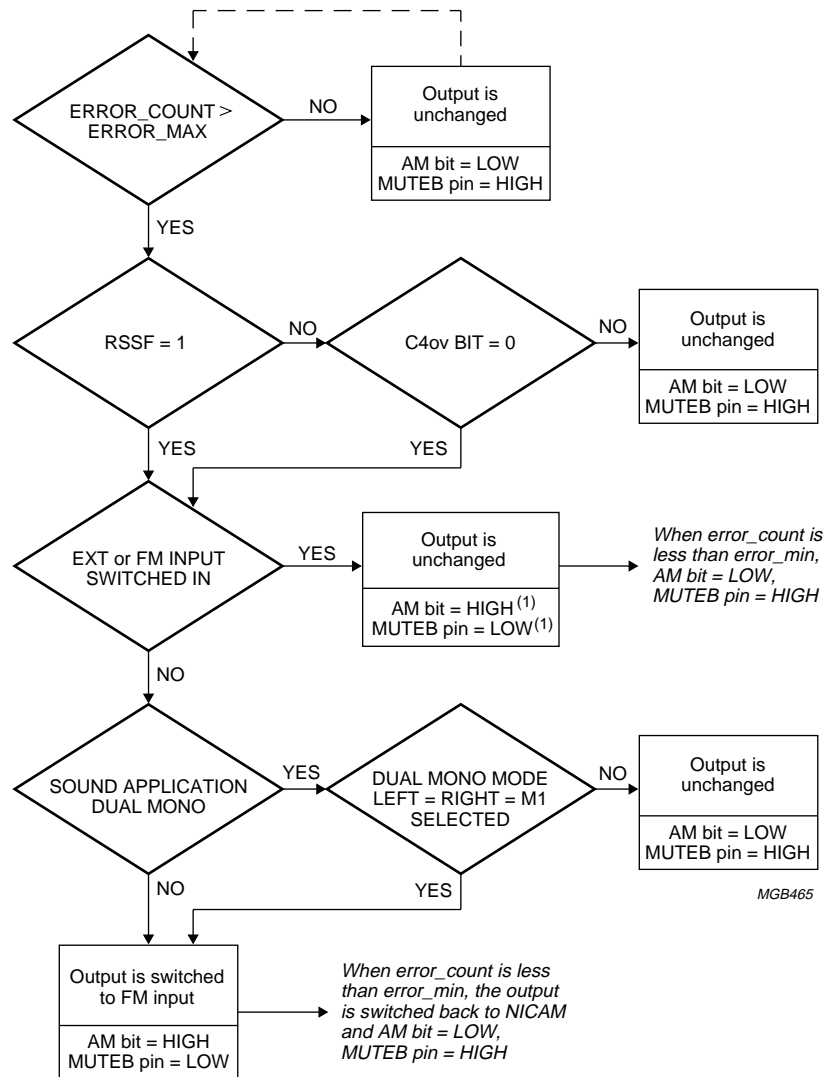 ERROR_COUNT >
ERROR_MAX
NO
Output is
unchanged
AM bit = LOW
MUTEB pin = HIGH
YES
RSSF = 1
NO
C4ov BIT = 0
NO
Output is
unchanged
AM bit = LOW
MUTEB pin = HIGH
YES
YES
EXT or FM INPUT
SWITCHED IN
YES
Output is
unchanged
AM bit = HIGH(1)
MUTEB pin = LOW(1)
When error_count is
less than error_min,
AM bit = LOW,
MUTEB pin = HIGH
NO
SOUND APPLICATION
DUAL MONO
YES
DUAL MONO MODE
LEFT = RIGHT = M1
SELECTED
NO
Output is
unchanged
AM bit = LOW
MUTEB pin = HIGH
NO
YES
MGB465
Output is switched
to FM input
AM bit = HIGH
MUTEB pin = LOW
When error_count is less
than error_min, the output
is switched back to NICAM
and AM bit = LOW,
MUTEB pin = HIGH